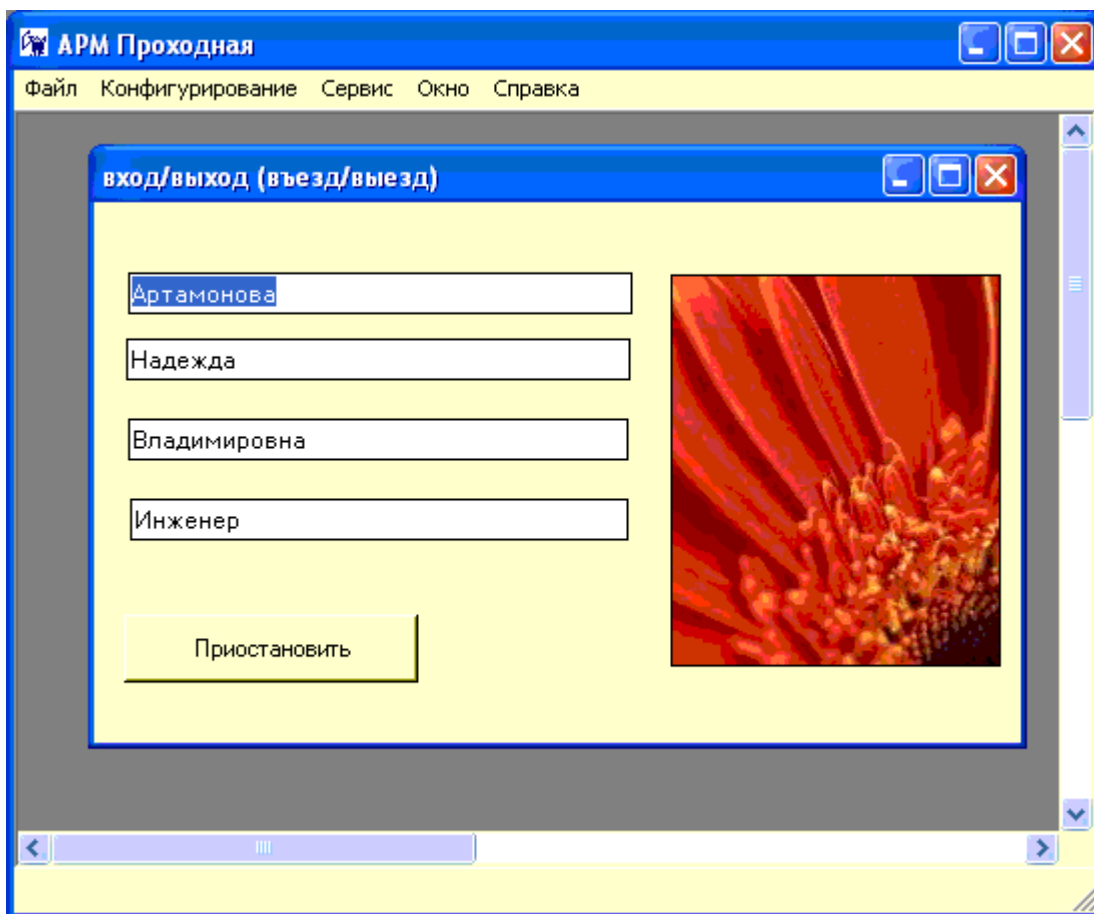 АРМ Проходная
Файл Конфигурирование Сервис Окно Справка
вход/выход (въезд/выезд)
Артамонова
Надежда
Владимировна
Инженер
Приостановить